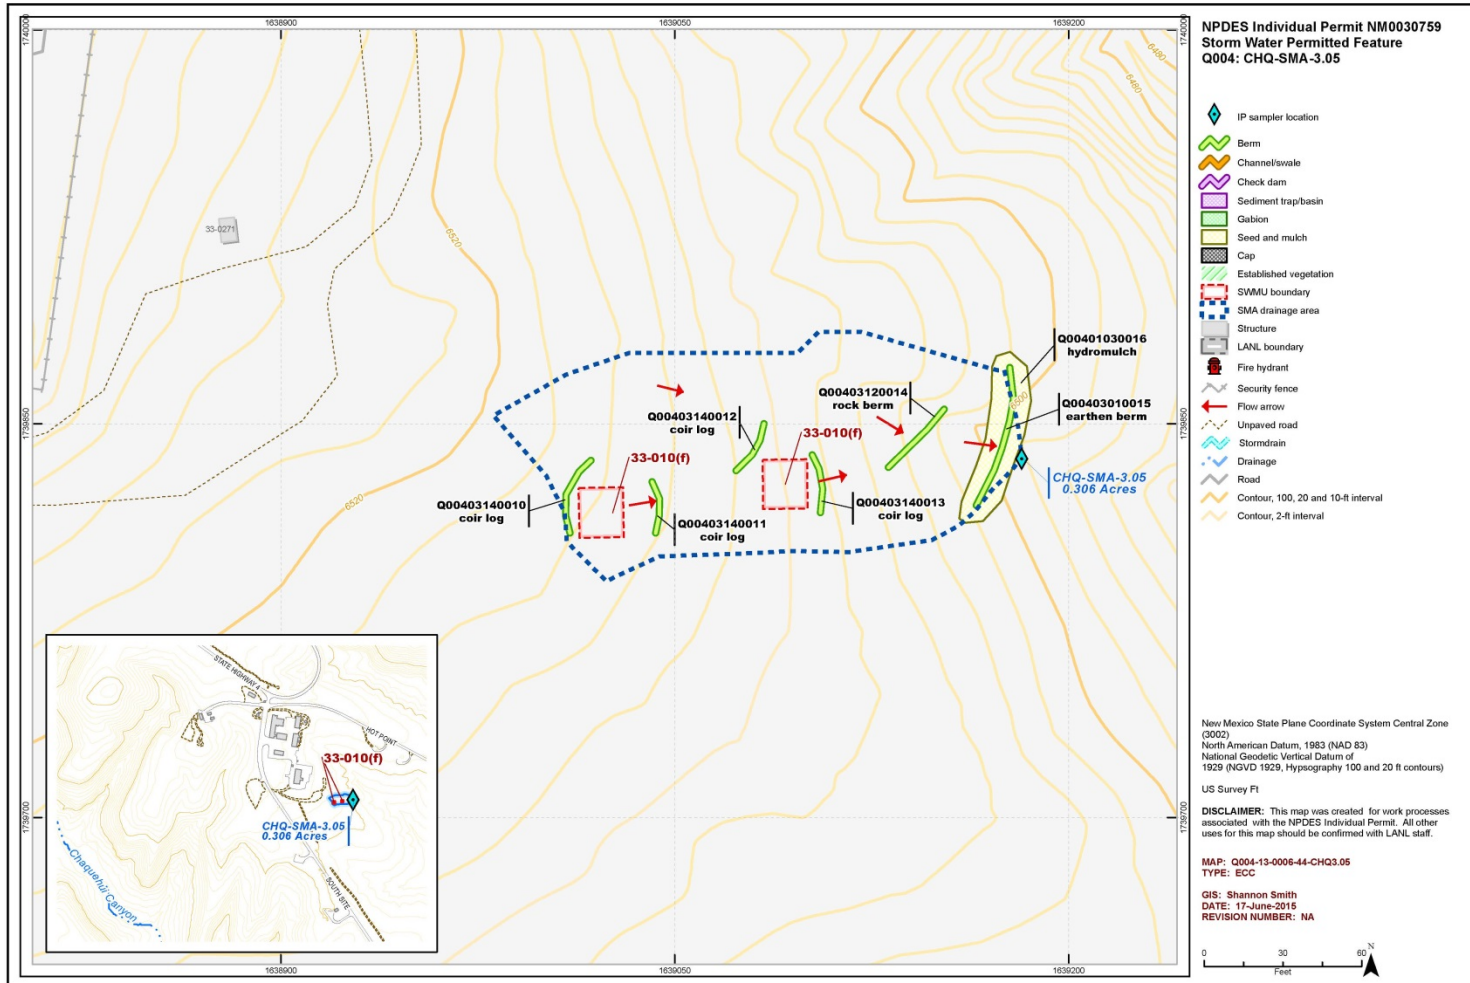 1638900
1639050
1639200
1740000
1740000
NPDES Individual Permit NM0030759
Storm Water Permitted Feature
Q004: CHQ-SMA-3.05
6480
6480
IP sampler location
Berm
Channel/swale
Check dam
Sediment trap/basin
Gabion
Seed and mulch
Cap
Established vegetation
SWMU boundary
SMA drainage area
Structure
LANL boundary
Fire hydrant
Security fence
Flow arrow
Unpaved road
Stormdrain
Drainage
Road
Contour, 100, 20 and 10-ft interval
Contour, 2-ft interval
33-0271
6520
Q00401030016
hydromulch
Q00403120014
rock berm
6500
Q00403010015
earthen berm
Q00403140012
coir log
1739850
1739850
33-010(f)
33-010(f)
CHQ-SMA-3.05
0.306 Acres
6520
Q00403140010
coir log
Q00403140011
coir log
Q00403140013
coir log
STATE HIGHWAY 4
HOT POINT
33-010(f)
CHQ-SMA-3.05
0.306 Acres
SOUTH SITE
Chaquehui Canyon
1739700
1739700
1638900
1639050
1639200
New Mexico State Plane Coordinate System Central Zone
(3002)
North American Datum, 1983 (NAD 83)
National Geodetic Vertical Datum of
1929 (NGVD 1929, Hypsography 100 and 20 ft contours)
US Survey Ft
DISCLAIMER: This map was created for work processes
associated with the NPDES Individual Permit. All other
uses for this map should be confirmed with LANL staff.
MAP: Q004-13-0006-44-CHQ3.05
TYPE: ECC
GIS: Shannon Smith
DATE: 17-June-2015
REVISION NUMBER: NA
0 30 60
Feet
N